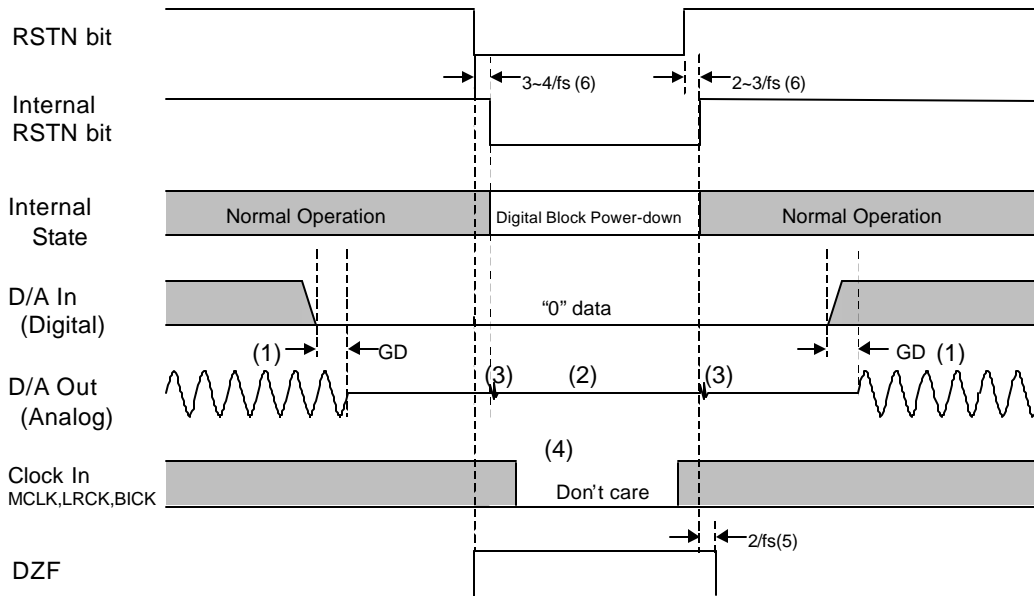 RSTN bit
3~4/fs (6)
2~3/fs (6)
Internal
RSTN bit
Internal
State
Normal Operation
Digital Block Power-down
Normal Operation
D/A In
(Digital)
“0” data
(1)
GD
GD
(1)
D/A Out
(Analog)
(3)
(2)
(3)
(4)
Clock In
MCLK,LRCK,BICK
Don’t care
2/fs(5)
DZF